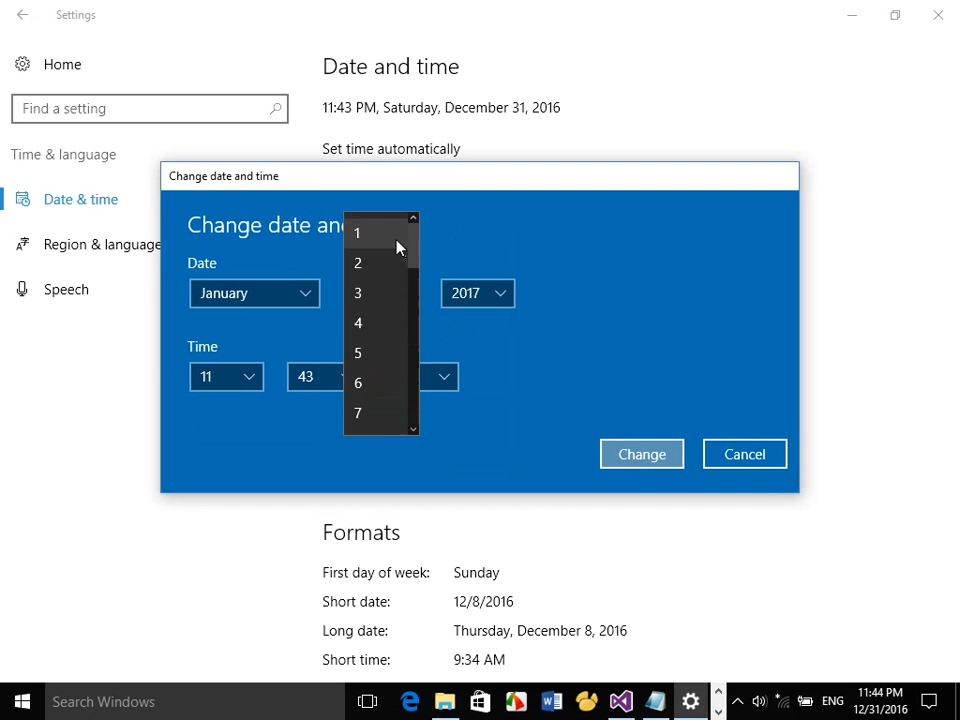 Settings
Home
Find a setting
Time & language
Date & time
Region & language
Speech
Date and time
11:43 PM, Saturday, December 31, 2016
Set time automatically
Change date and time
Change date an
Date
January
1
2
3
4
5
6
7
2017
Time
11
43
Change
Cancel
Formats
First day of week: Sunday
Short date: 12/8/2016
Long date: Thursday, December 8, 2016
Short time: 9:34 AM
Search Windows
ENG
11:44 PM
12/31/2016